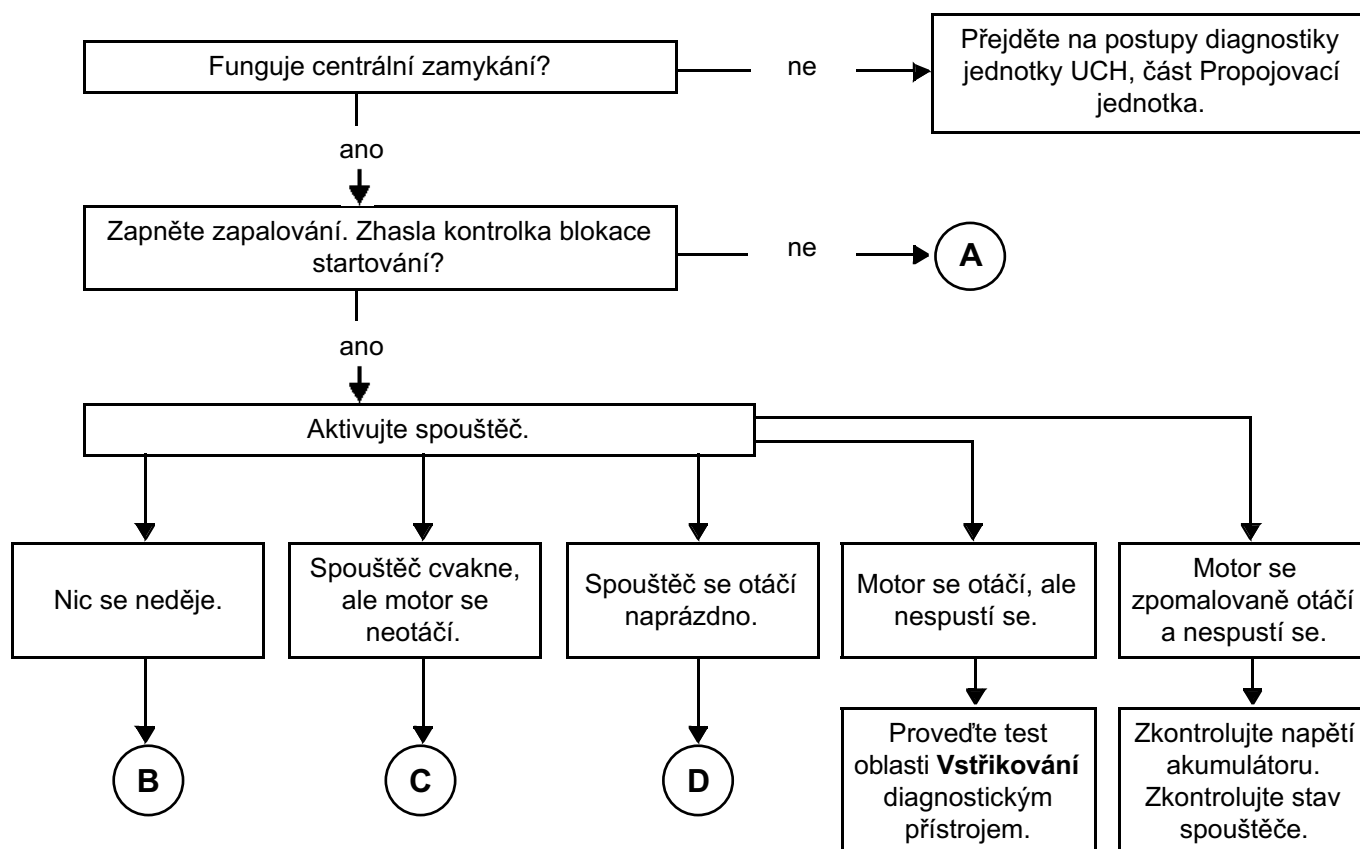 Funguje centrální zamykání?
ne
Přejděte na postupy diagnostiky
jednotky UCH, část Propojovací
jednotka.
ano
Zapněte zapalování. Zhasla kontrolka blokace
startování?
ne
A
ano
Aktivujte spouštěč.
Nic se neděje.
Spouštěč cvakne,
ale motor se
neotáčí.
Spouštěč se otáčí
naprázdno.
Motor se otáčí, ale
nespustí se.
Motor se
zpomalovaně otáčí
a nespustí se.
B
C
D
Proveďte test
oblasti Vstřikování
diagnostickým
přístrojem.
Zkontrolujte napětí
akumulátoru.
Zkontrolujte stav
spouštěče.